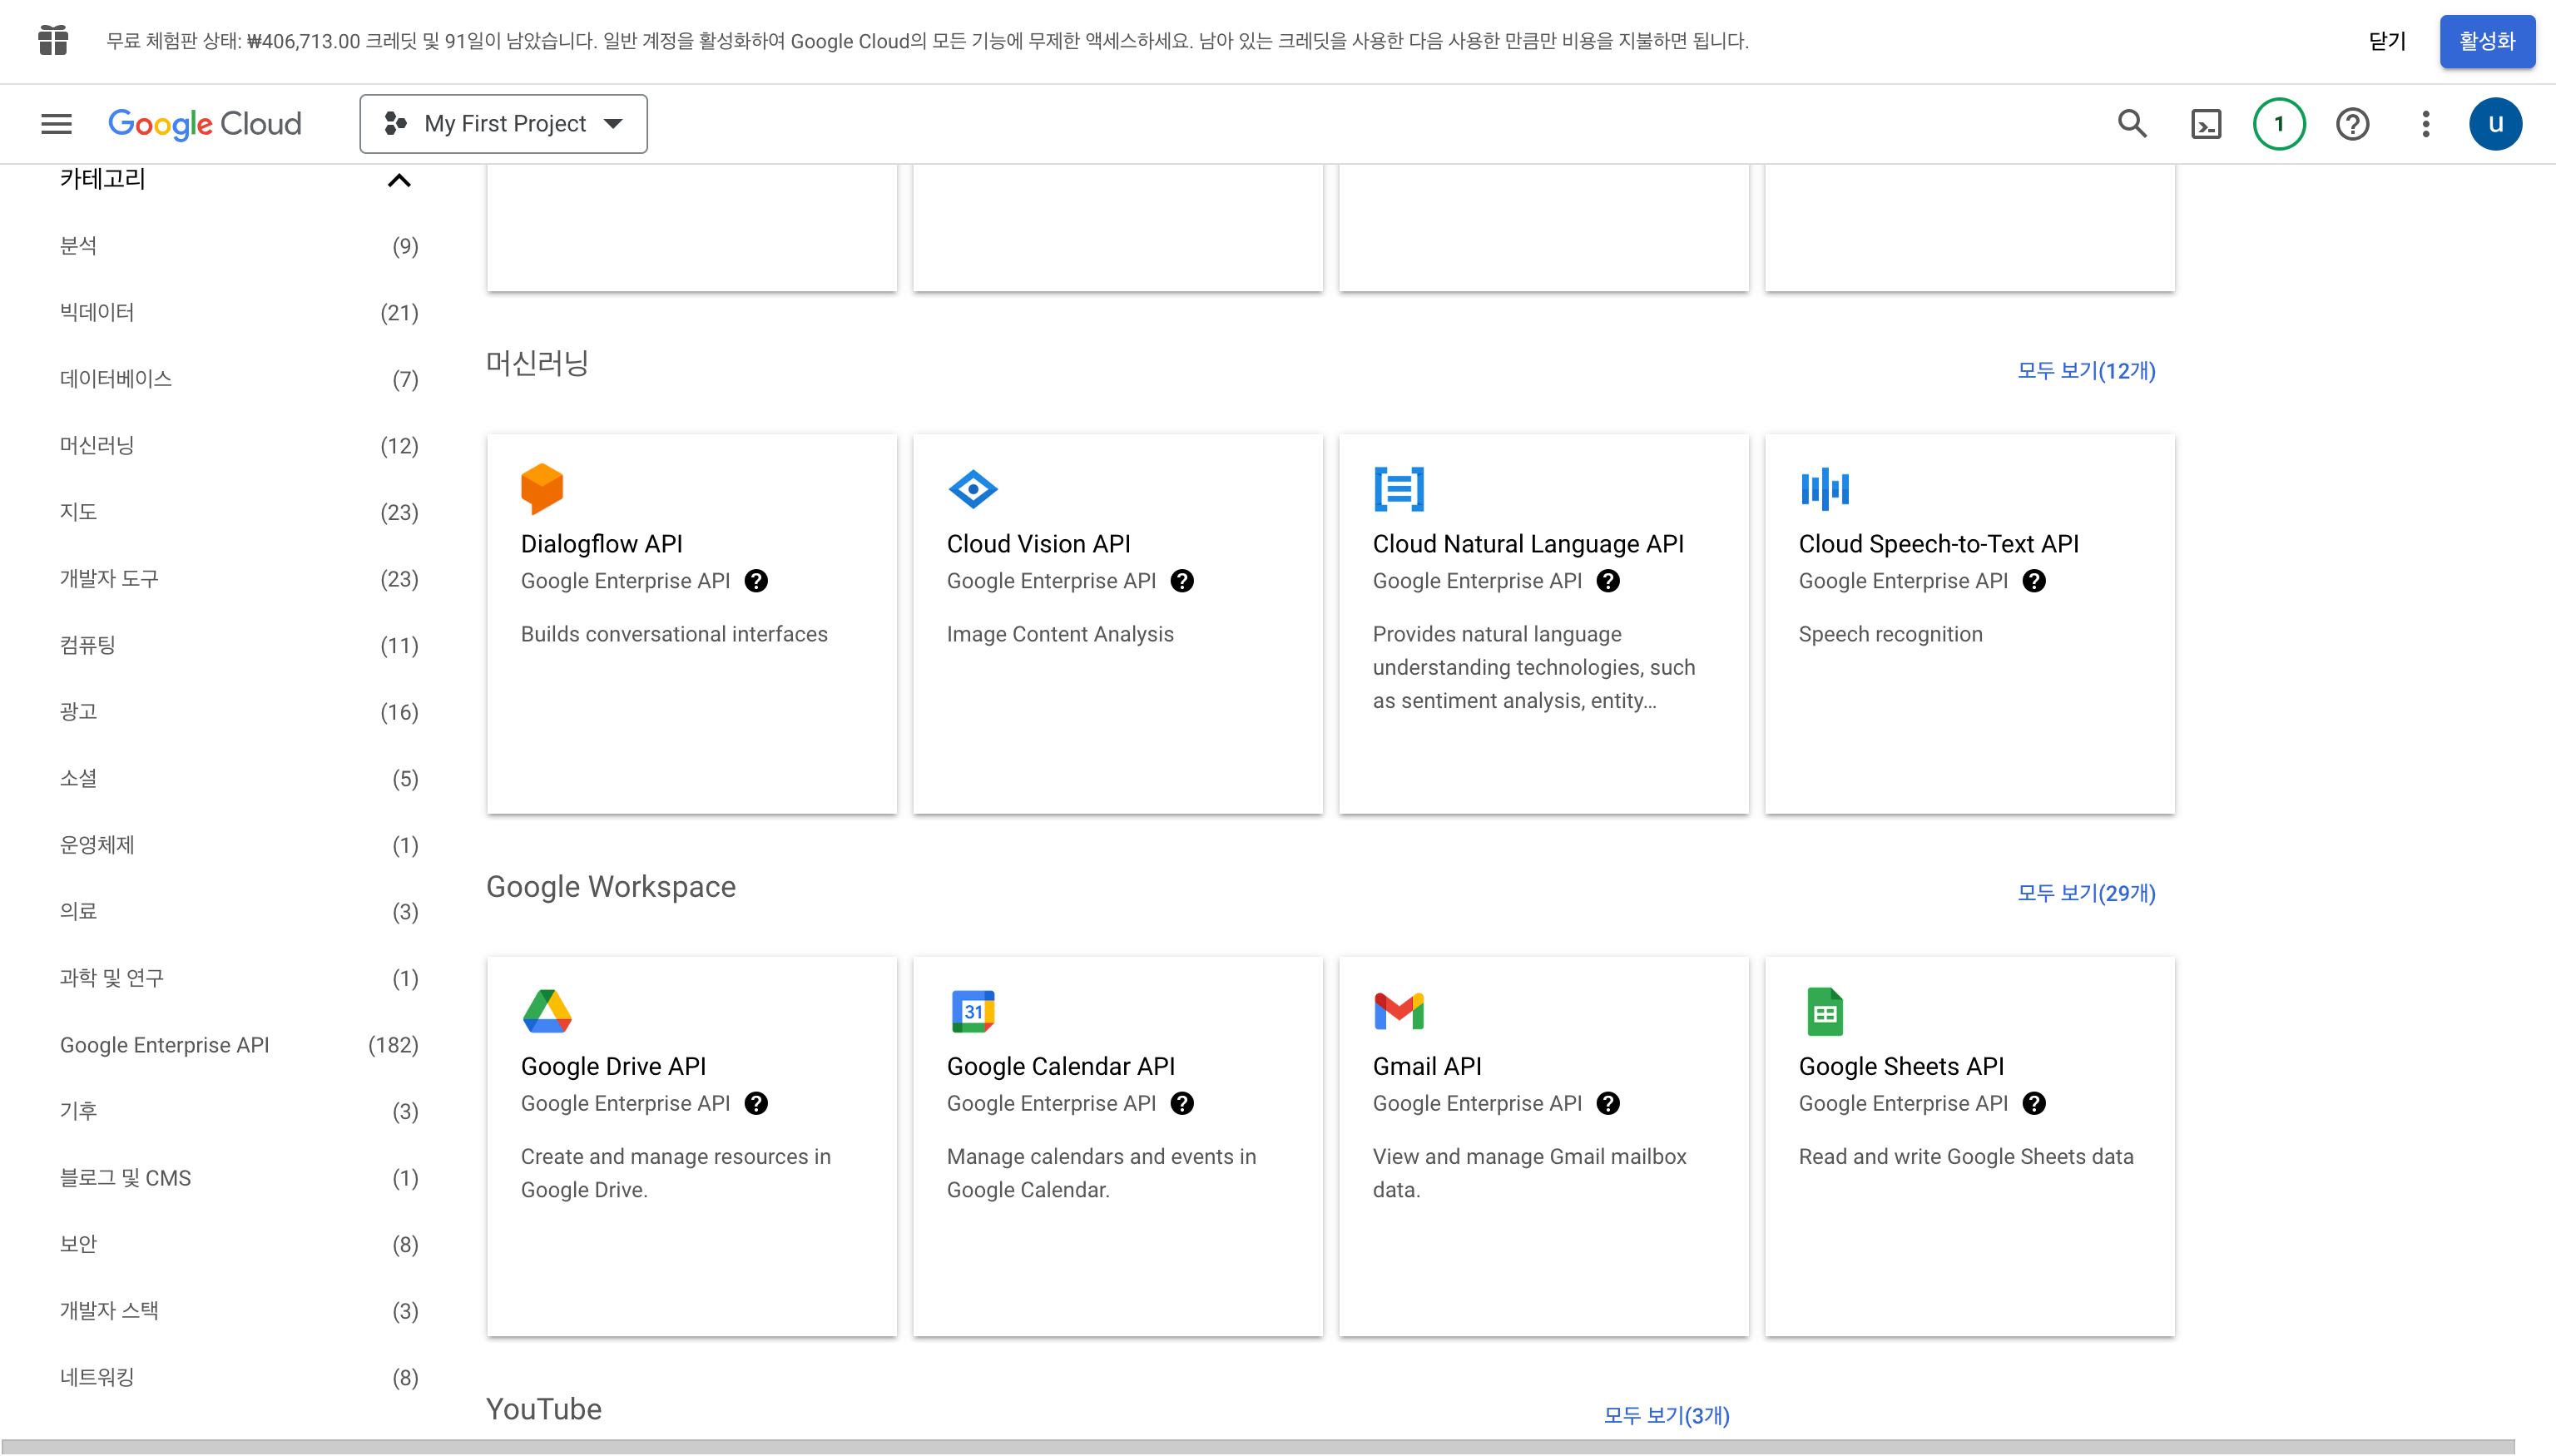 무료 체험판 상태: ₩406,713.00 크레딧 및 91일이 남았습니다. 일반 계정을 활성화하여 Google Cloud의 모든 기능에 무제한 액세스하세요. 남아 있는 크레딧을 사용한 다음 사용한 만큼만 비용을 지불하면 됩니다.
닫기
활성화
Google Cloud
My First Project
1
?
u
카테고리
분석 (9)
빅데이터 (21)
데이터베이스 (7)
머신러닝 (12)
지도 (23)
개발자 도구 (23)
컴퓨팅 (11)
광고 (16)
소셜 (5)
운영체제 (1)
의료 (3)
과학 및 연구 (1)
Google Enterprise API (182)
기후 (3)
블로그 및 CMS (1)
보안 (8)
개발자 스택 (3)
네트워킹 (8)
머신러닝
모두 보기(12개)
Dialogflow API
Google Enterprise API ?
Builds conversational interfaces
Cloud Vision API
Google Enterprise API ?
Image Content Analysis
Cloud Natural Language API
Google Enterprise API ?
Provides natural language
understanding technologies, such
as sentiment analysis, entity...
Cloud Speech-to-Text API
Google Enterprise API ?
Speech recognition
Google Workspace
모두 보기(29개)
Google Drive API
Google Enterprise API ?
Create and manage resources in
Google Drive.
31
Google Calendar API
Google Enterprise API ?
Manage calendars and events in
Google Calendar.
Gmail API
Google Enterprise API ?
View and manage Gmail mailbox
data.
Google Sheets API
Google Enterprise API ?
Read and write Google Sheets data
YouTube
모두 보기(3개)